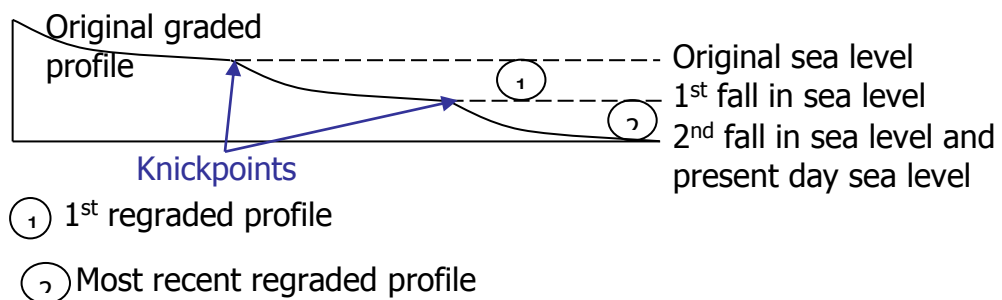 Original graded
profile
Original sea level
1
1st fall in sea level
2
2nd fall in sea level and
present day sea level
Knickpoints
1 1st regraded profile
2 Most recent regraded profile